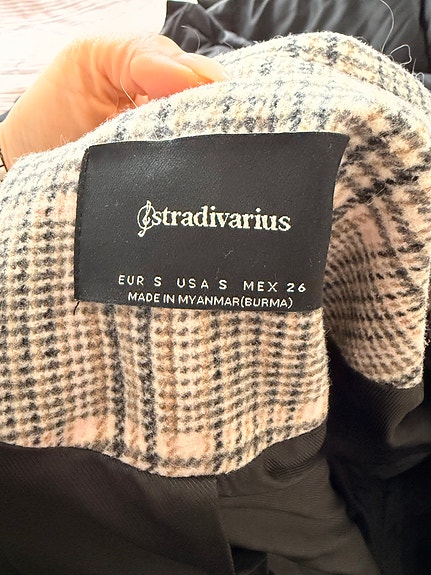 stradivarius
EUR S USA S MEX 26
MADE IN MYANMAR(BURMA)